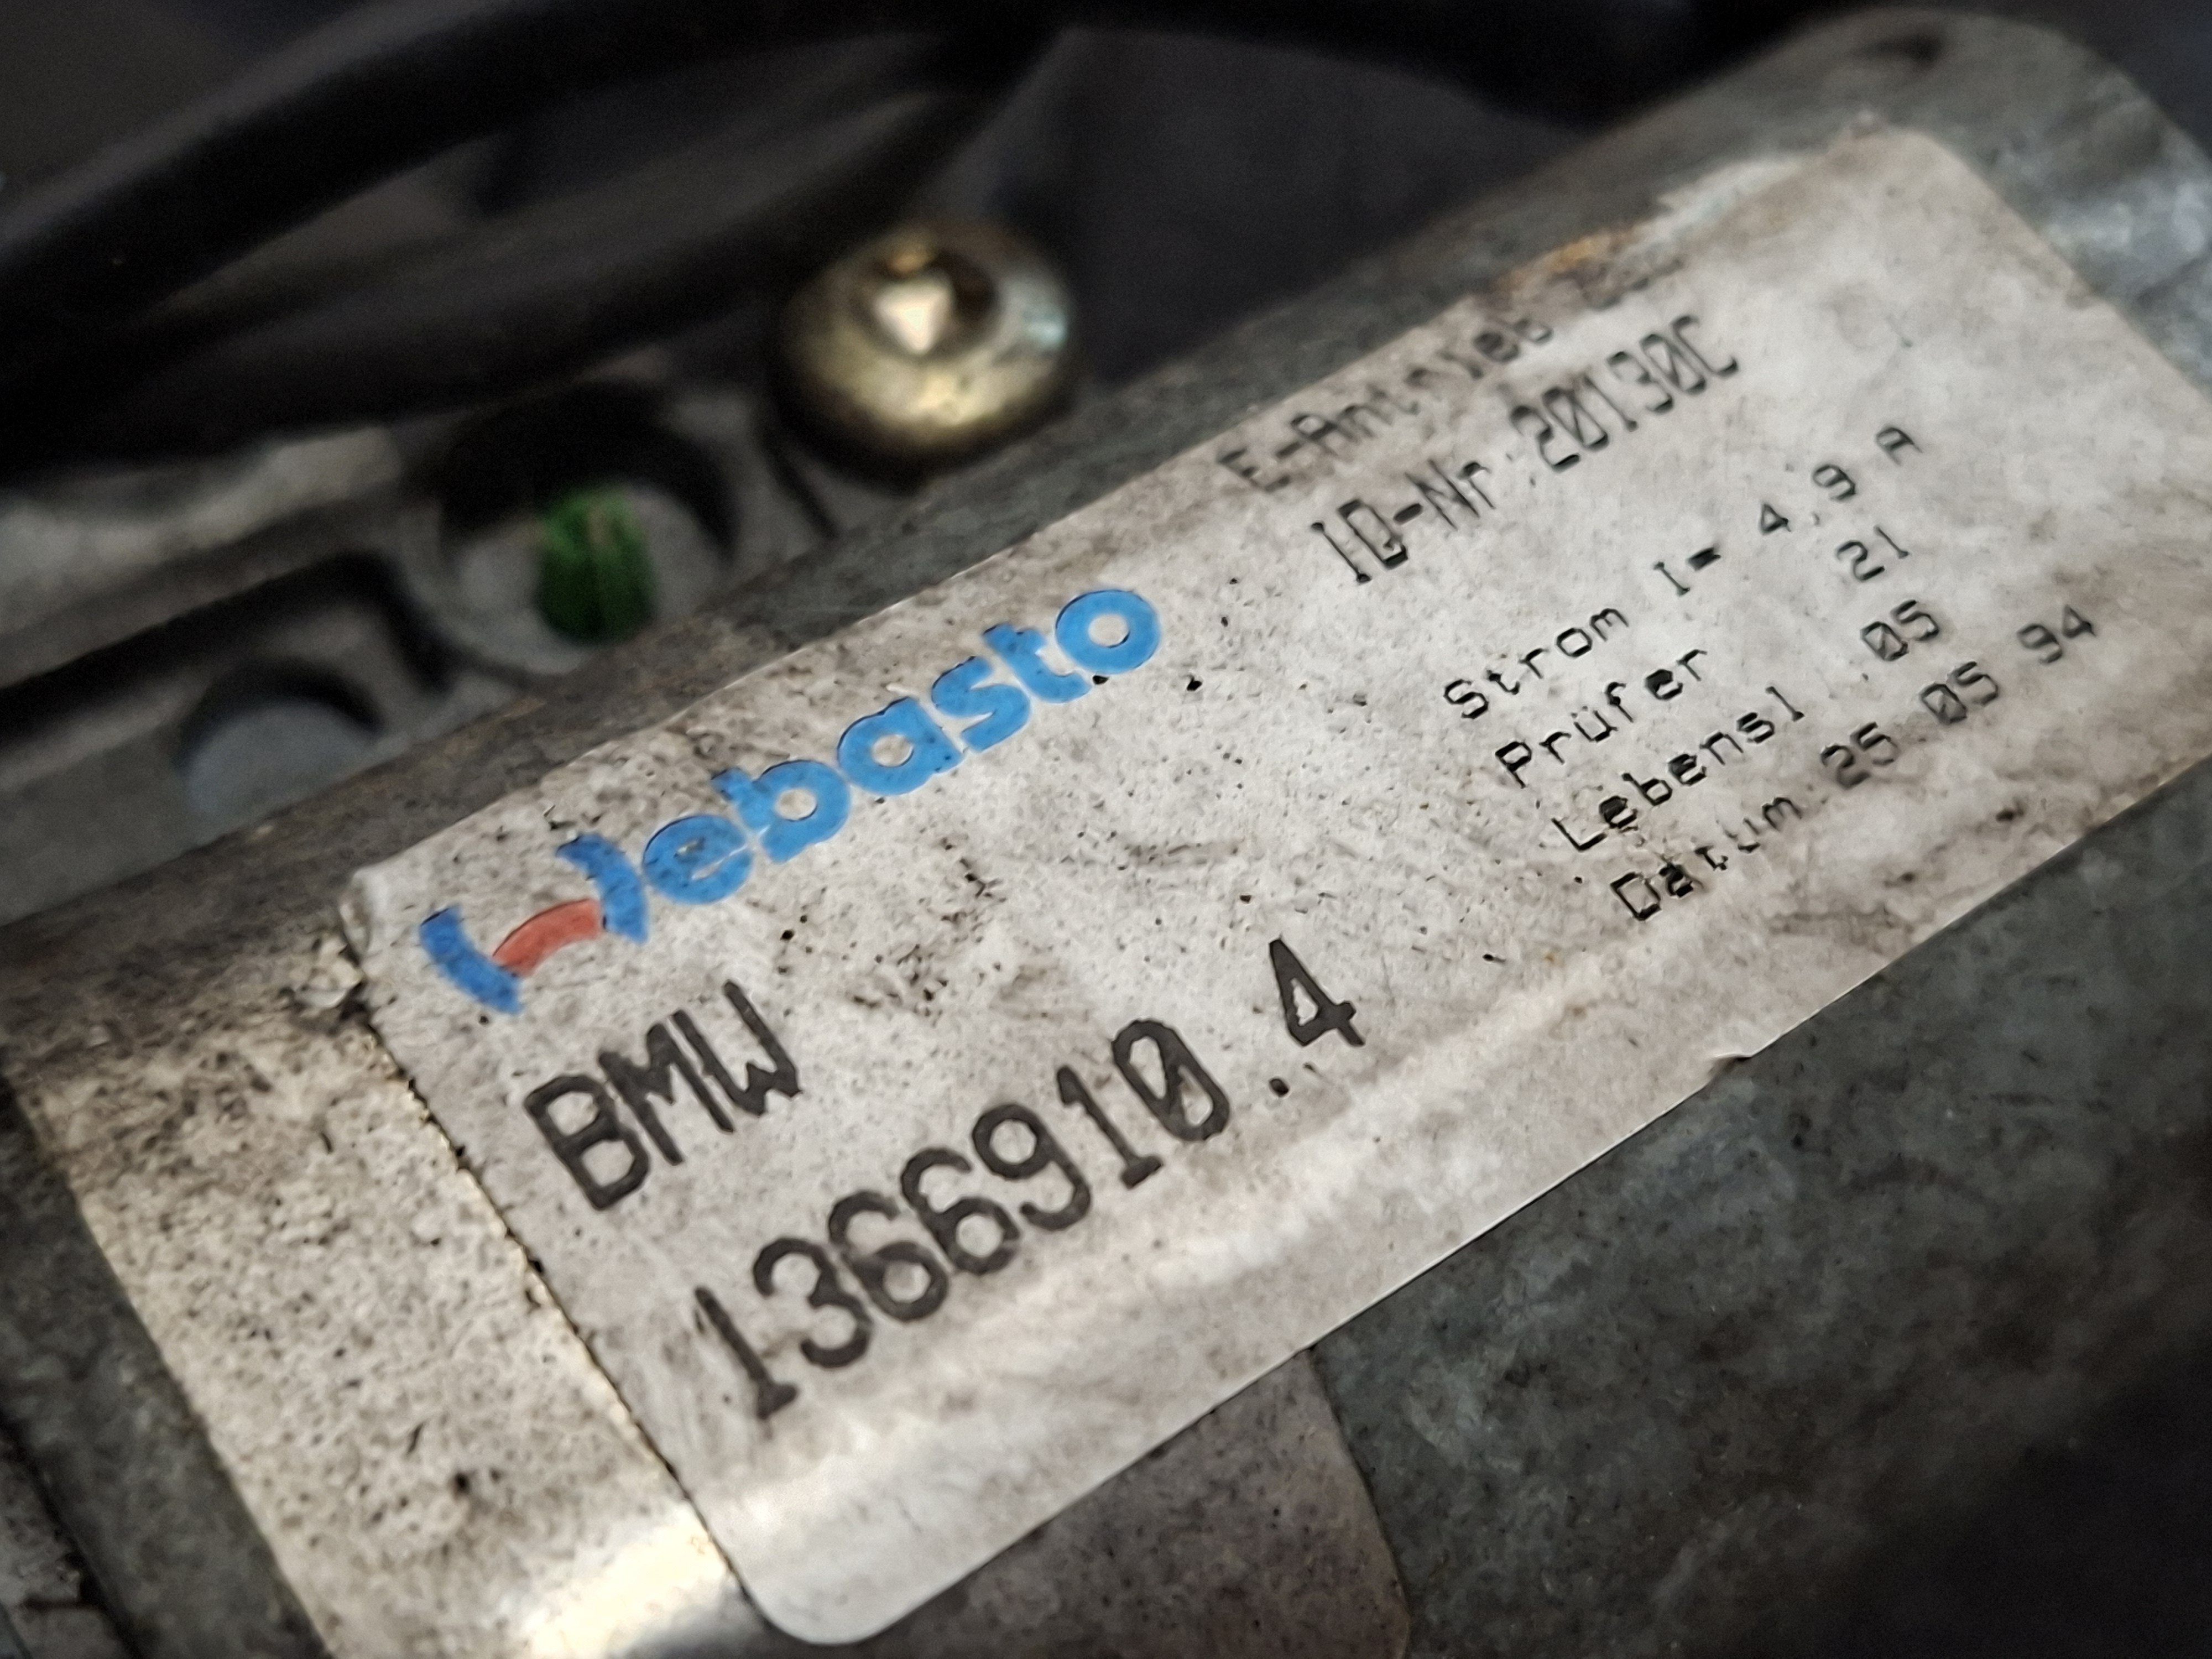 Webasto
BMW
1366910.4
E-Antrieb
ID-Nr.20130C
Strom I= 4.9 A
Prüfer 21
Lebensl. 05
Datum 25 05 94